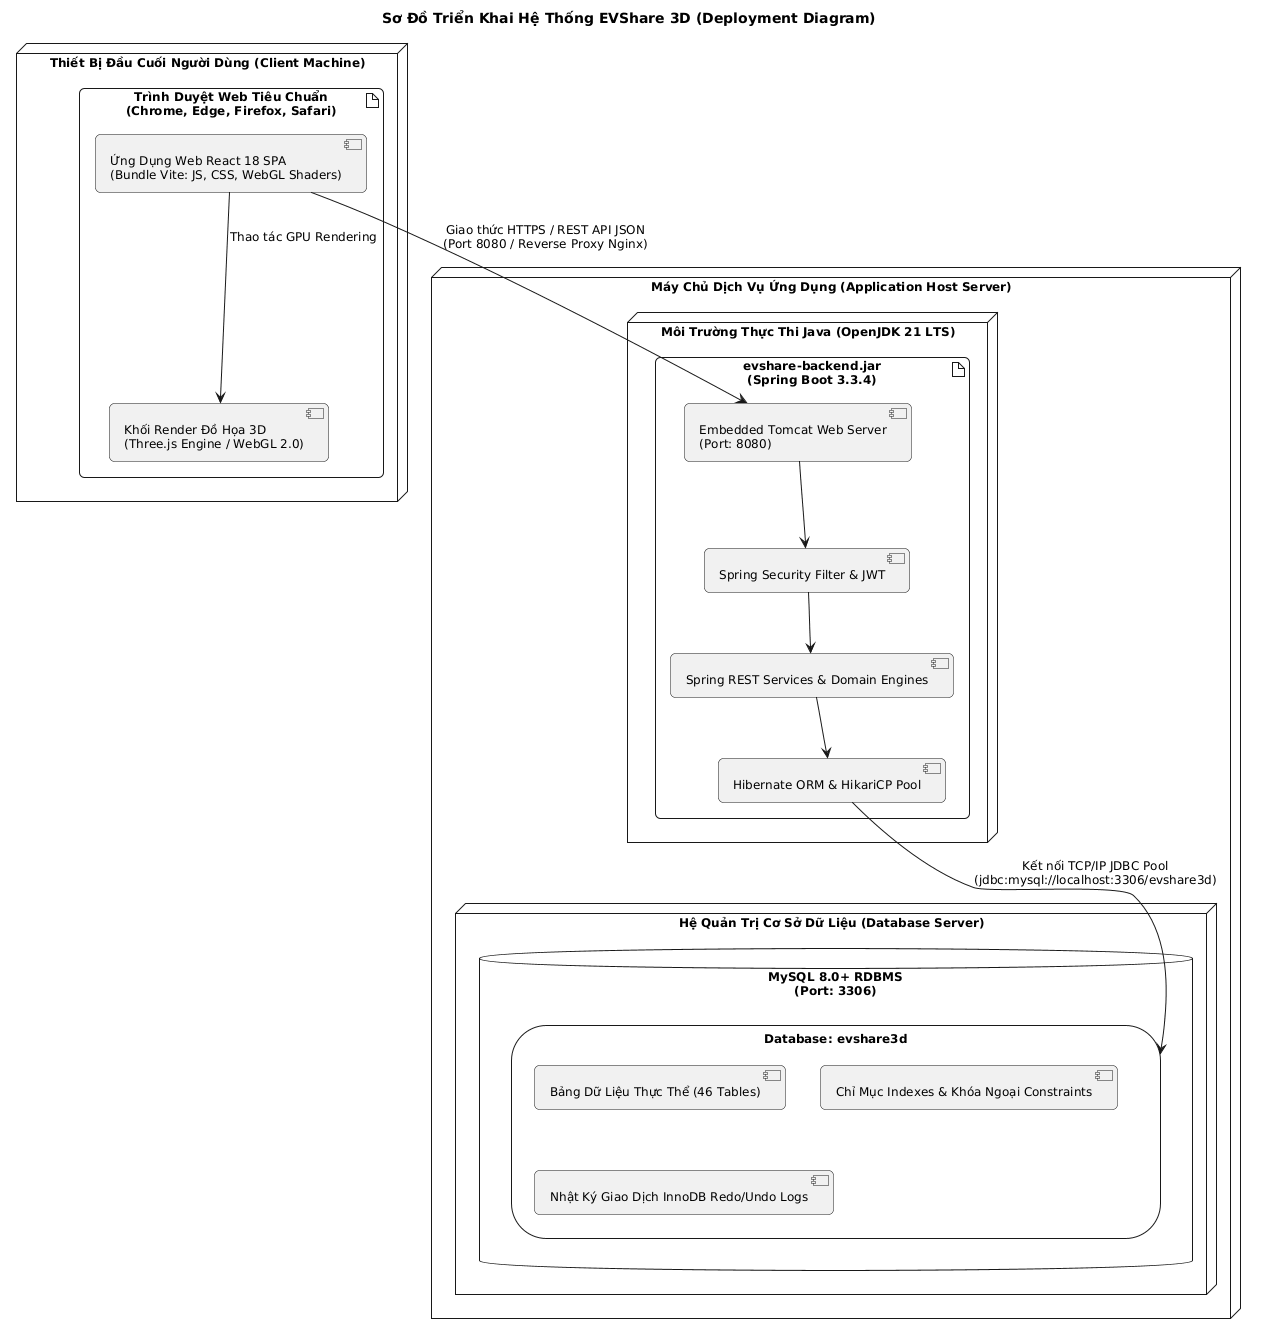 Sơ Đồ Triển Khai Hệ Thống EVShare 3D (Deployment Diagram)
Thiết Bị Đầu Cuối Người Dùng (Client Machine)
Trình Duyệt Web Tiêu Chuẩn
(Chrome, Edge, Firefox, Safari)
Ứng Dụng Web React 18 SPA
(Bundle Vite: JS, CSS, WebGL Shaders)
Thao tác GPU Rendering
Khối Render Đồ Họa 3D
(Three.js Engine / WebGL 2.0)
Giao thức HTTPS / REST API JSON
(Port 8080 / Reverse Proxy Nginx)
Máy Chủ Dịch Vụ Ứng Dụng (Application Host Server)
Môi Trường Thực Thi Java (OpenJDK 21 LTS)
evshare-backend.jar
(Spring Boot 3.3.4)
Embedded Tomcat Web Server
(Port: 8080)
Spring Security Filter & JWT
Spring REST Services & Domain Engines
Hibernate ORM & HikariCP Pool
Kết nối TCP/IP JDBC Pool
(jdbc:mysql://localhost:3306/evshare3d)
Hệ Quản Trị Cơ Sở Dữ Liệu (Database Server)
MySQL 8.0+ RDBMS
(Port: 3306)
Database: evshare3d
Bảng Dữ Liệu Thực Thể (46 Tables)
Chỉ Mục Indexes & Khóa Ngoại Constraints
Nhật Ký Giao Dịch InnoDB Redo/Undo Logs